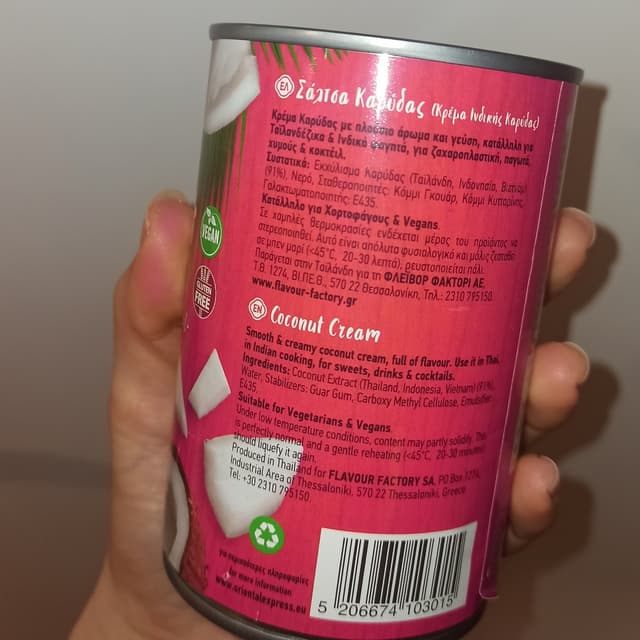 ΕΛ Σάλτσα Καρύδας (Κρέμα Ινδικής Καρύδας)
Κρέμα Καρύδας με πλούσιο άρωμα και γεύση, κατάλληλη για
Ταϊλανδέζικα & Ινδικά φαγητά, για ζαχαροπλαστική, παγωτά,
χυμούς & κοκτέιλ.
Συστατικά: Εκχύλισμα Καρύδας (Ταϊλάνδη, Ινδονησία, Βιετνάμ)
(91%), Νερό, Σταθεροποιητές: Κόμμι Γκουάρ, Κόμμι Κυτταρίνης,
Γαλακτωματοποιητής: E435.
Κατάλληλο για Χορτοφάγους & Vegans.
Σε χαμηλές θερμοκρασίες ενδέχεται μέρος του προϊόντος να
στερεοποιηθεί. Αυτό είναι απόλυτα φυσιολογικό και μόλις ζεσταθεί
σε μπεν μαρί (<45°C, 20-30 λεπτά), ρευστοποιείται πάλι.
Παράγεται στην Ταϊλάνδη για τη ΦΛΕΪΒΟΡ ΦΑΚΤΟΡΙ ΑΕ,
Τ.Θ. 1274, ΒΙ.ΠΕ.Θ., 570 22 Θεσσαλονίκη, Τηλ.: 2310 795150.
www.flavour-factory.gr
VEGAN
GLUTEN
FREE
EN Coconut Cream
Smooth & creamy coconut cream, full of flavour. Use it in Thai,
in Indian cooking, for sweets, drinks & cocktails.
Ingredients: Coconut Extract (Thailand, Indonesia, Vietnam) (91%),
Water, Stabilizers: Guar Gum, Carboxy Methyl Cellulose, Emulsifier:
E435.
Suitable for Vegetarians & Vegans.
Under low temperature conditions, content may partly solidify. This
is perfectly normal and a gentle reheating (<45°C, 20-30 minutes)
should liquefy it again.
Produced in Thailand for FLAVOUR FACTORY SA, PO Box 1274,
Industrial Area of Thessaloniki, 570 22 Thessaloniki, Greece
Tel: +30 2310 795150.
για περισσότερες πληροφορίες
for more information
www.orientalexpress.eu
5 206674 103015